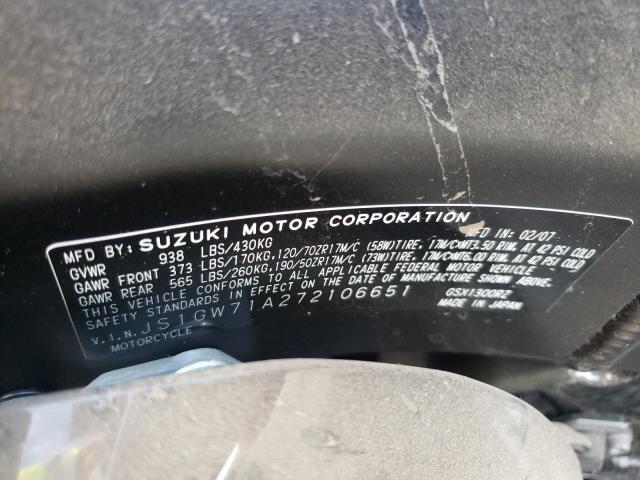 MFD BY: SUZUKI MOTOR CORPORATION MFD IN 02/07
GVWR 938 LBS/430KG
GAWR FRONT 373 LBS/170KG, 120/70ZR17M/C (58W)TIRE, 17M/C×MT3.50 RIM. AT 42 PSI COLD
GAWR REAR 565 LBS/260KG, 190/50ZR17M/C (73W)TIRE, 17M/C×MT6.00 RIM. AT 42 PSI COLD
THIS VEHICLE CONFORMS TO ALL APPLICABLE FEDERAL MOTOR VEHICLE
SAFETY STANDARDS IN EFFECT ON THE DATE OF MANUFACTURE SHOWN ABOVE.
V.I.N. JS1GW71A272106651 GSX1300RZ
MOTORCYCLE MADE IN JAPAN